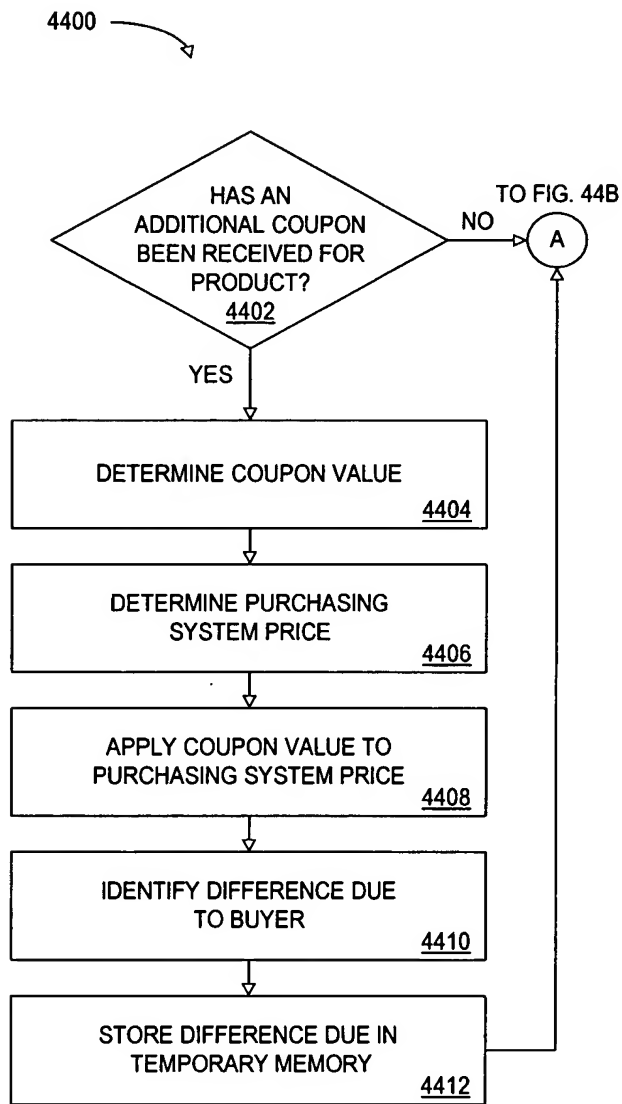 4400
HAS AN
ADDITIONAL COUPON
BEEN RECEIVED FOR
PRODUCT?
4402
TO FIG. 44B
NO
A
YES
DETERMINE COUPON VALUE
4404
DETERMINE PURCHASING
SYSTEM PRICE
4406
APPLY COUPON VALUE TO
PURCHASING SYSTEM PRICE
4408
IDENTIFY DIFFERENCE DUE
TO BUYER
4410
STORE DIFFERENCE DUE IN
TEMPORARY MEMORY
4412